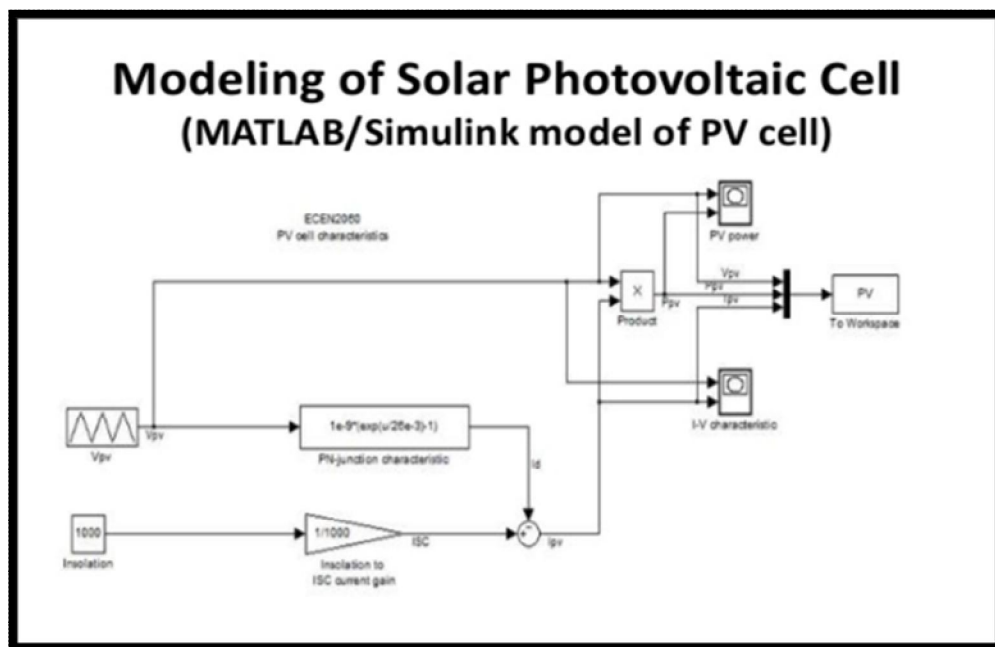 Modeling of Solar Photovoltaic Cell
(MATLAB/Simulink model of PV cell)
ECEN2060
PV cell characteristics
PV power
Vpv
Ppv
Ipv
X
Ppv
Product
PV
To Workspace
I-V characteristic
Vpv
Vpv
1e-9*(exp(u/26e-3)-1)
PN-junction characteristic
Id
1000
Insolation
1/1000
ISC
Insolation to
ISC current gain
+
-
Ipv